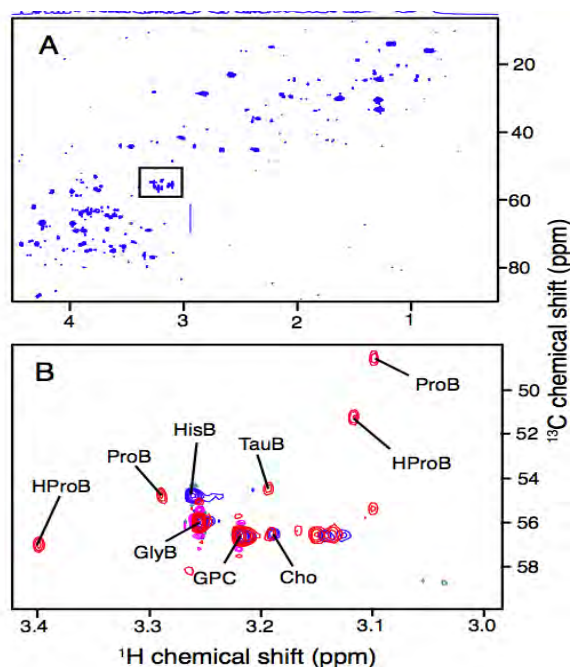 A
20
40
60
80
4 3 2 1
¹³C chemical shift (ppm)
B
ProB
HisB
ProB
TauB
HProB
HProB
GlyB
GPC
Cho
50
52
54
56
58
3.4 3.3 3.2 3.1 3.0
¹H chemical shift (ppm)